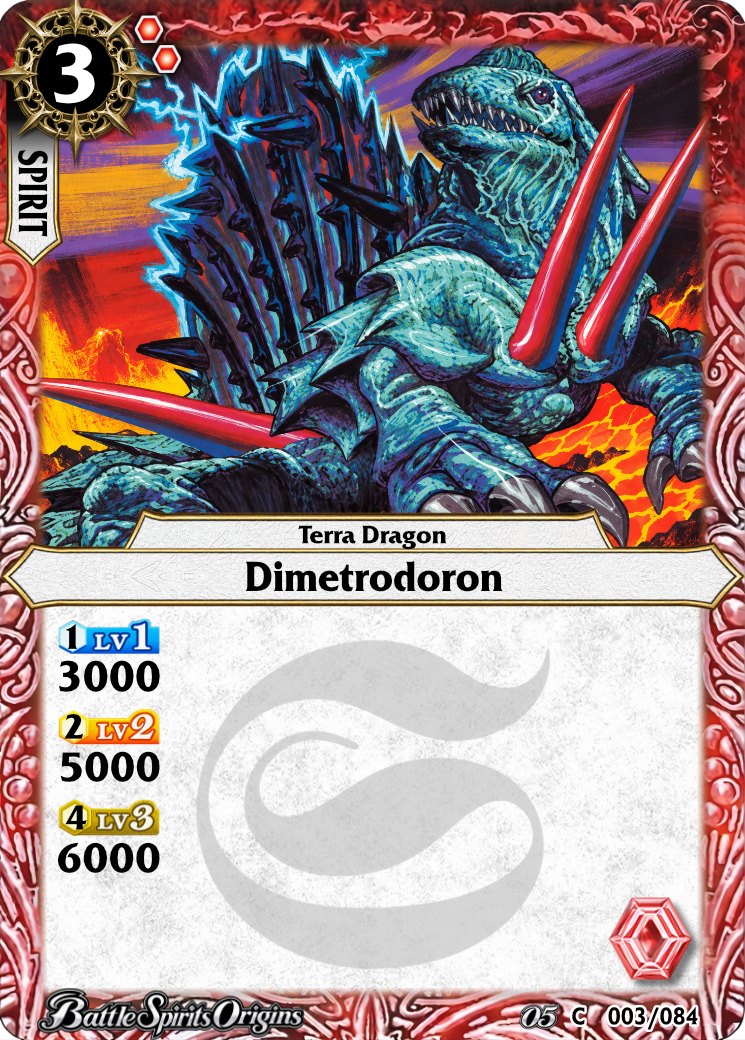 3
SPIRIT
Terra Dragon
Dimetrodoron
1 LV1
3000
2 LV2
5000
4 LV3
6000
Battle Spirits Origins
05 C 003/084